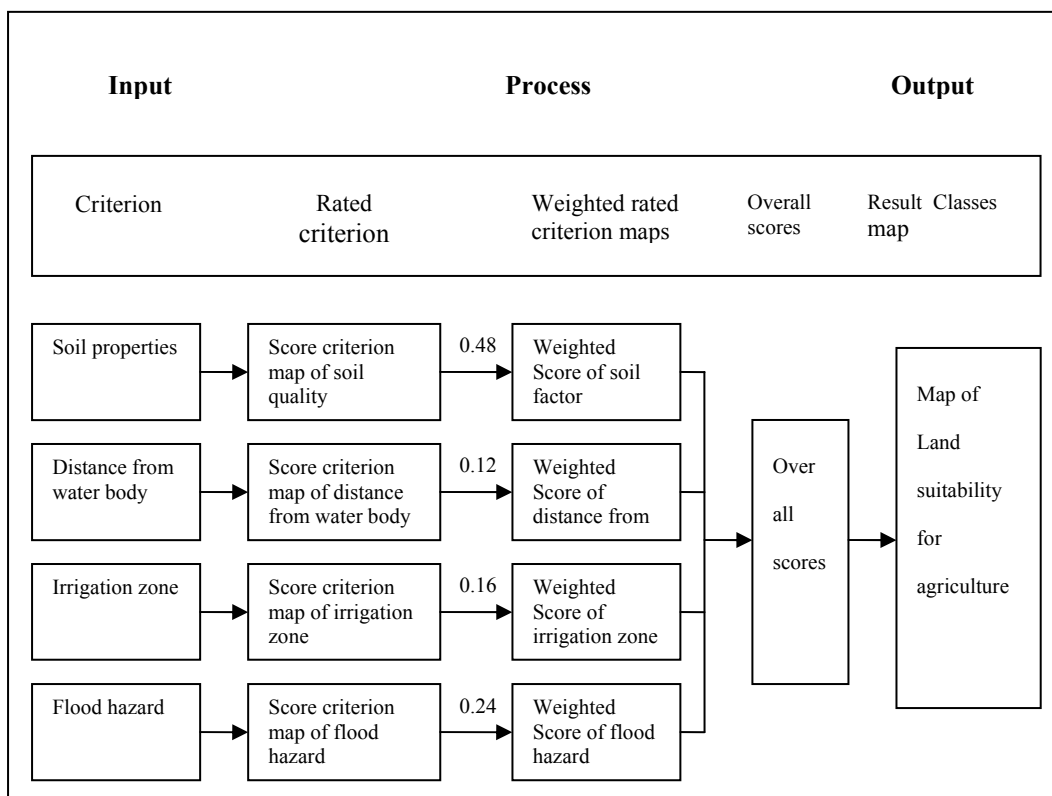 Input
Process
Output
Criterion
Rated
criterion
Weighted rated
criterion maps
Overall
scores
Result Classes
map
Soil properties
Score criterion
map of soil
quality
0.48
Weighted
Score of soil
factor
Distance from
water body
Score criterion
map of distance
from water body
0.12
Weighted
Score of
distance from
Irrigation zone
Score criterion
map of irrigation
zone
0.16
Weighted
Score of
irrigation zone
Flood hazard
Score criterion
map of flood
hazard
0.24
Weighted
Score of flood
hazard
Over
all
scores
Map of
Land
suitability
for
agriculture